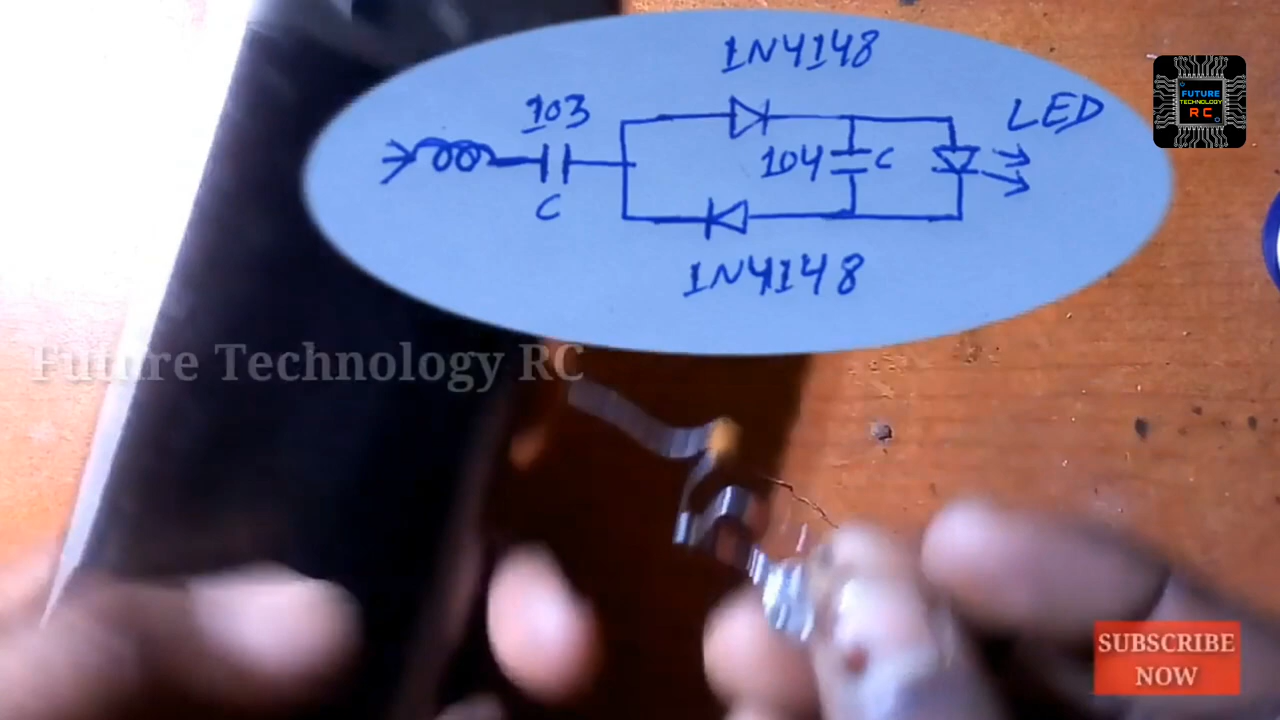 1N4148
103
C
104
C
LED
1N4148
FUTURE
TECHNOLOGY
RC
Future Technology RC
SUBSCRIBE
NOW